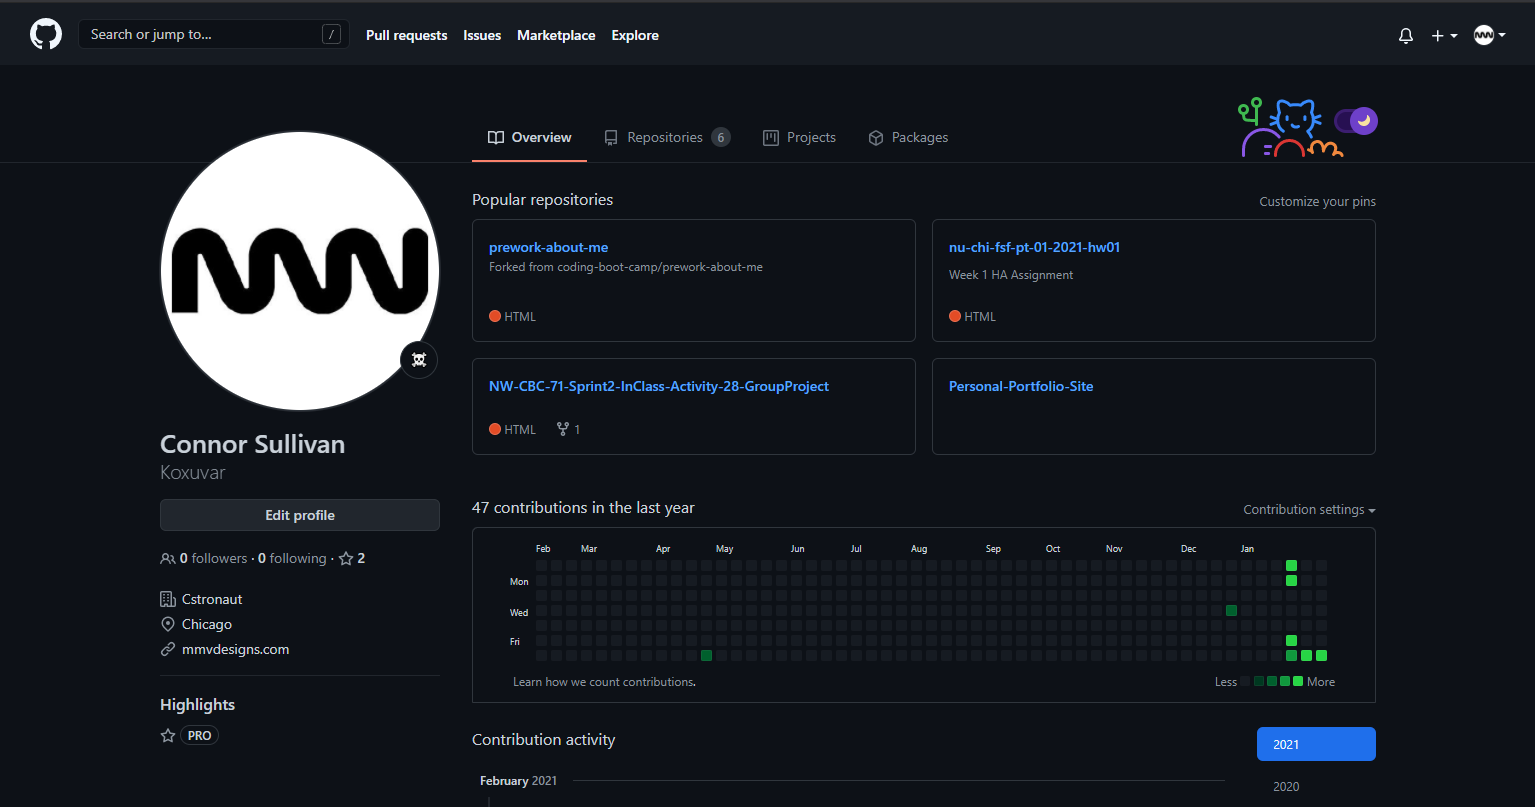 Search or jump to... / Pull requests Issues Marketplace Explore
Overview Repositories 6 Projects Packages
Connor Sullivan
Koxuvar
Edit profile
0 followers · 0 following · 2
Cstronaut
Chicago
mmvdesigns.com
Highlights
PRO
Popular repositories Customize your pins
prework-about-me
Forked from coding-boot-camp/prework-about-me
HTML
nu-chi-fsf-pt-01-2021-hw01
Week 1 HA Assignment
HTML
NW-CBC-71-Sprint2-InClass-Activity-28-GroupProject
HTML 1
Personal-Portfolio-Site
47 contributions in the last year Contribution settings
Feb Mar Apr May Jun Jul Aug Sep Oct Nov Dec Jan
Mon
Wed
Fri
Learn how we count contributions. Less More
Contribution activity
2021
February 2021
2020